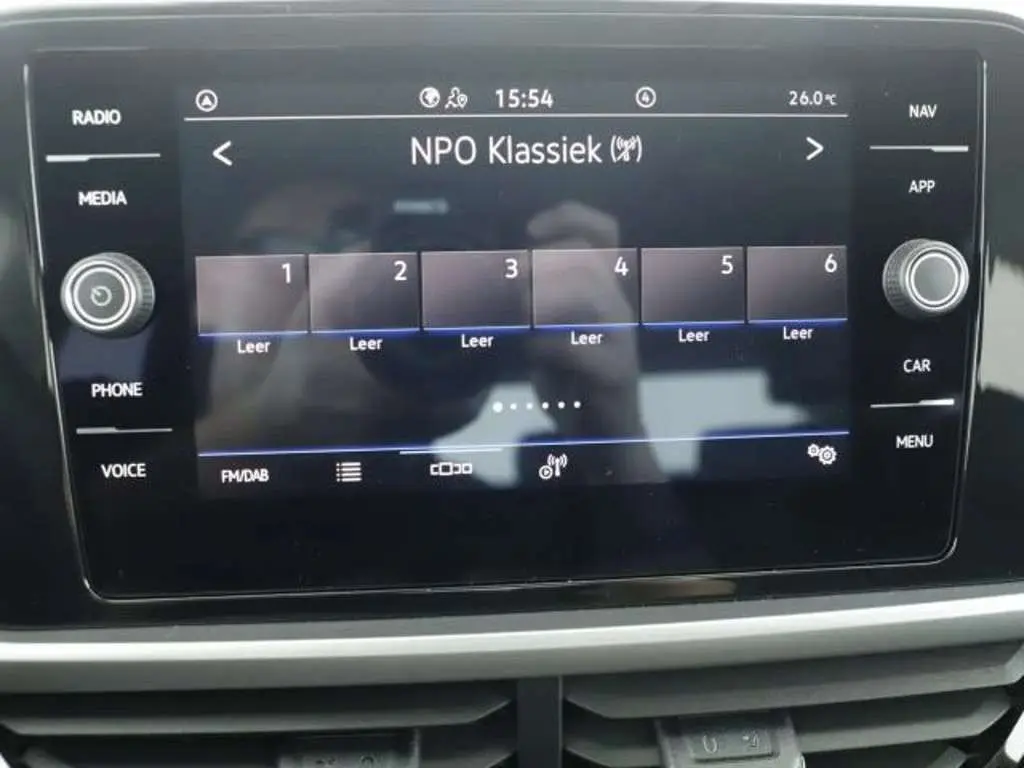 RADIO
MEDIA
PHONE
VOICE
15:54
4
26.0°C
< NPO Klassiek >
1 2 3 4 5 6
Leer Leer Leer Leer Leer Leer
FM/DAB
NAV
APP
CAR
MENU